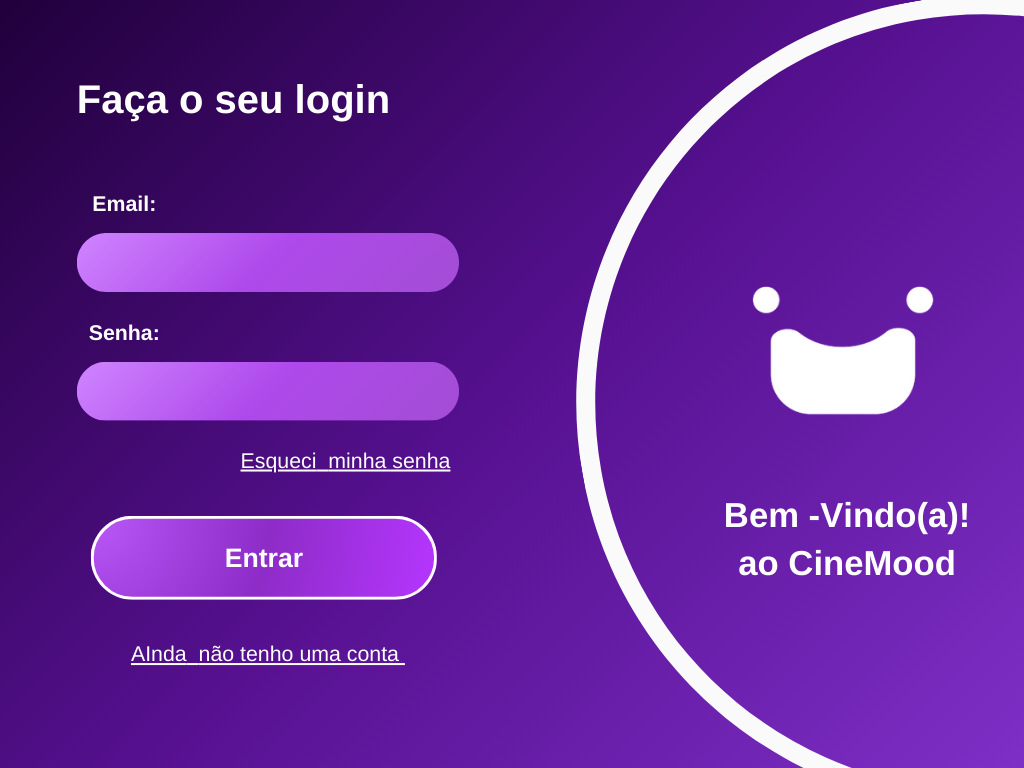 Faça o seu login
Email:
Senha:
Esqueci  minha senha
Entrar
AInda  não tenho uma conta
Bem -Vindo(a)!
ao CineMood